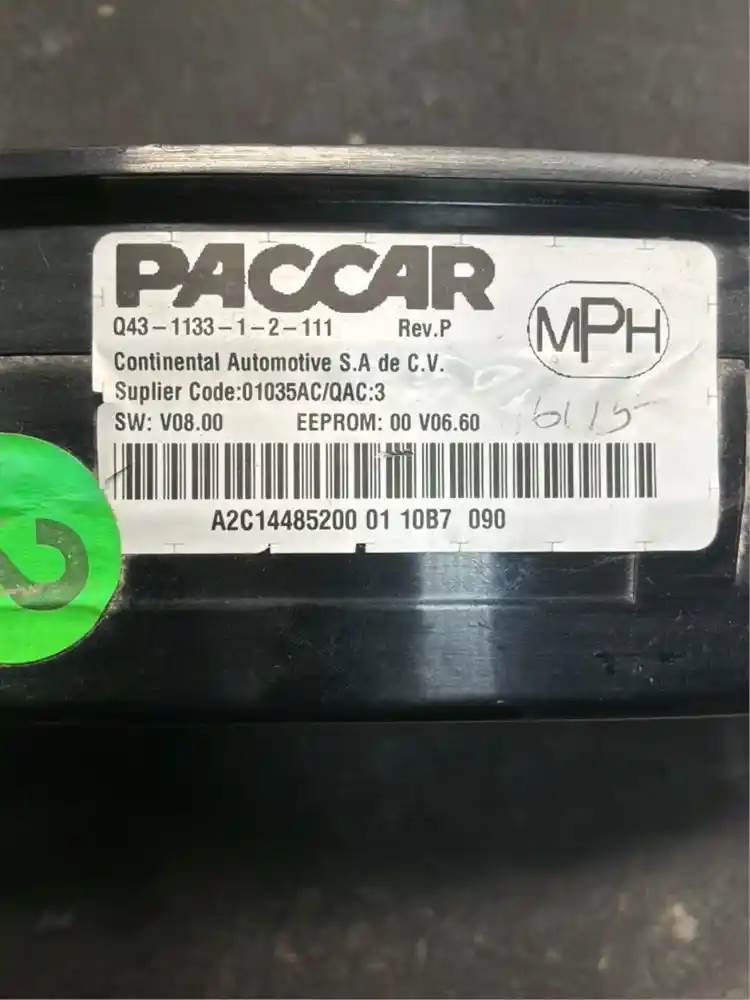 PACCAR
Q43-1133-1-2-111 Rev.P
MPH
Continental Automotive S.A de C.V.
Suplier Code:01035AC/QAC:3
SW: V08.00 EEPROM: 00 V06.60
A2C14485200 01 10B7 090